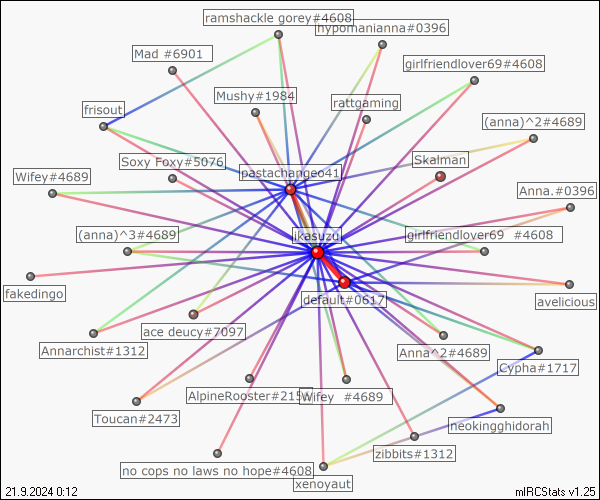 ramshackle gorey#4608
hypomanianna#0396
Mad #6901
girlfriendlover69#4608
Mushy#1984
rattgaming
frisout
(anna)^2#4689
Soxy Foxy#5076
Skalman
pastachangeo41
Wifey#4689
Anna.#0396
(anna)^3#4689
ikasuzu
girlfriendlover69 #4608
fakedingo
default#0617
avelicious
ace deucy#7097
Annarchist#1312
Anna^2#4689
Cypha#1717
AlpineRooster#215
Wifey #4689
Toucan#2473
neokingghidorah
zibbits#1312
no cops no laws no hope#4608
xenoyaut
21.9.2024 0:12
mIRCStats v1.25